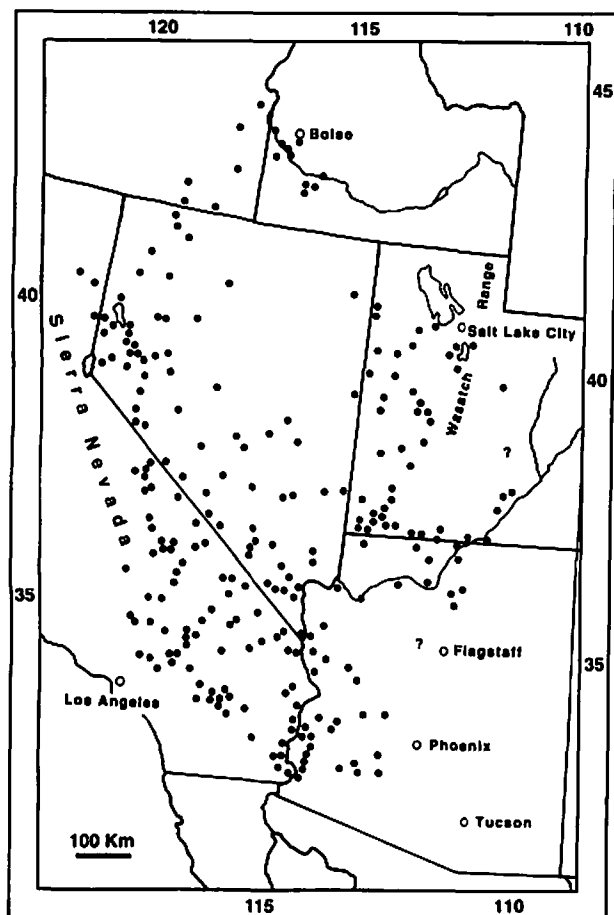 120 115 110
45
Boise
40
Range
Salt Lake City
Sierra Nevada
40
Wasatch
?
35
?
Flagstaff
35
Los Angeles
Phoenix
Tucson
100 Km
115 110